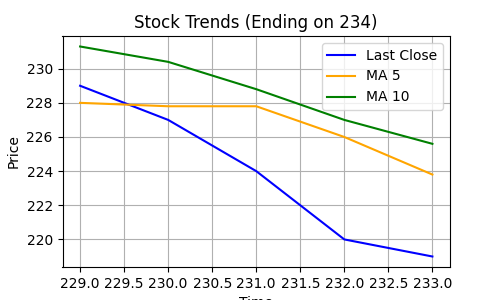 Stock Trends (Ending on 234)
Last Close
MA 5
MA 10
Price
230
228
226
224
222
220
229.0 229.5 230.0 230.5 231.0 231.5 232.0 232.5 233.0
Time